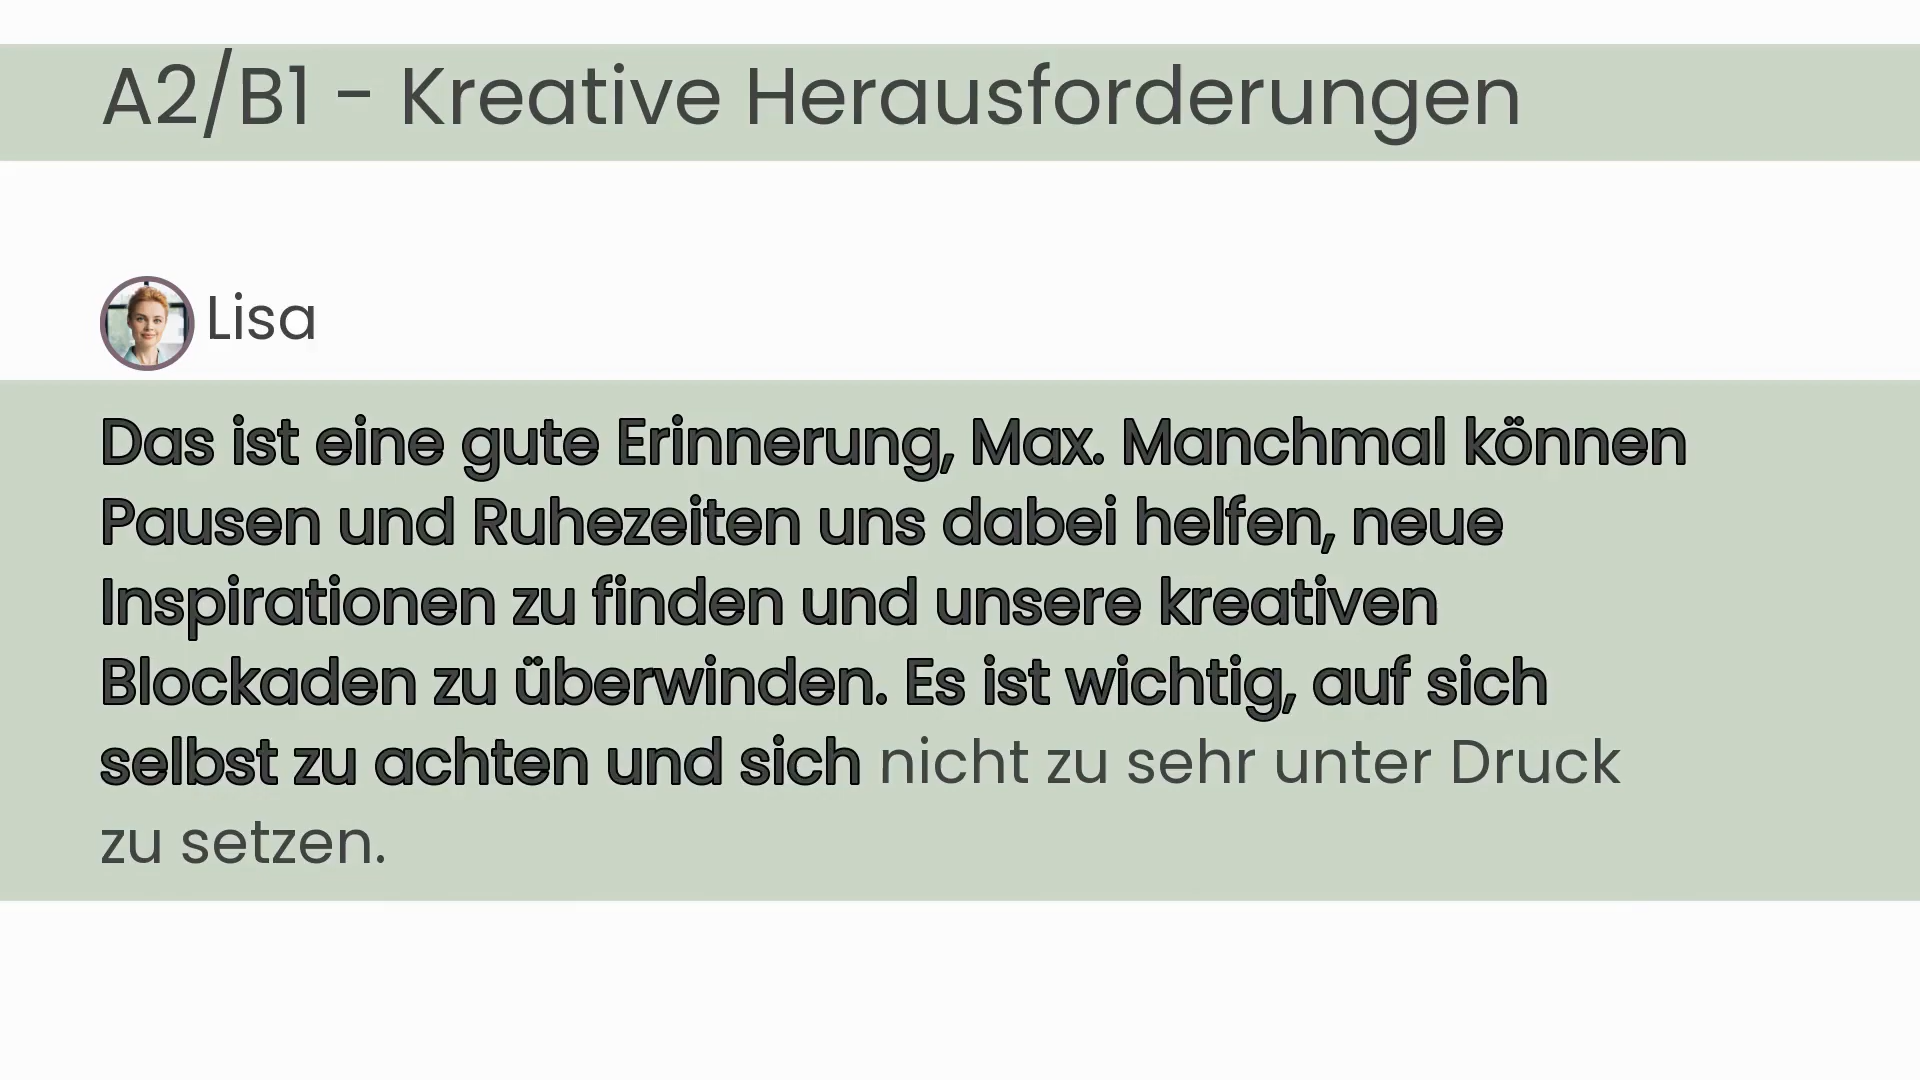 A2/B1 - Kreative Herausforderungen
Lisa
Das ist eine gute Erinnerung, Max. Manchmal können
Pausen und Ruhezeiten uns dabei helfen, neue
Inspirationen zu finden und unsere kreativen
Blockaden zu überwinden. Es ist wichtig, auf sich
selbst zu achten und sich nicht zu sehr unter Druck
zu setzen.